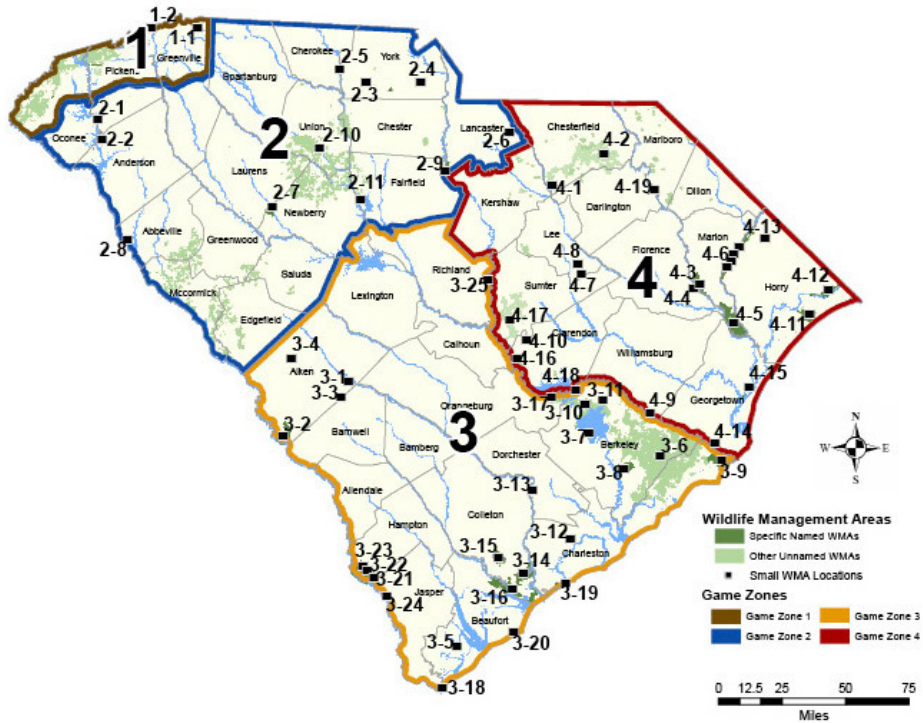 1-2
1-1
1
Greenville
Pickens
2-1
Oconee
2-2
Anderson
Cherokee
2-5
York
2-4
2-3
Spartanburg
Union
2-10
Chester
Lancaster
2-6
2
2-9
Laurens
2-11
Fairfield
2-7
Newberry
Abbeville
2-8
Greenwood
Saluda
Mccormick
Edgefield
Chesterfield
4-2
Marlboro
4-1
4-19
Dillon
Kershaw
Darlington
Lee
4-8
4-7
Florence
Marion
4-13
4-6
4
4-3
4-4
4-12
Horry
4-5
4-11
Sumter
4-17
4-10
Clarendon
4-16
Williamsburg
4-15
Georgetown
4-18
4-9
4-14
Richland
3-25
Lexington
Calhoun
3-4
Aiken
3-1
3-3
Orangeburg
3-17
3-11
3-10
3
3-2
Barnwell
Bamberg
3-7
Berkeley
3-6
Dorchester
3-8
3-9
3-13
Allendale
Colleton
Hampton
3-12
3-15
3-14
Charleston
3-23
3-22
3-21
3-24
Jasper
3-16
3-19
Beaufort
3-20
3-5
3-18
N
W
E
S
Wildlife Management Areas
Specific Named WMAs
Other Unnamed WMAs
Small WMA Locations
Game Zones
Game Zone 1
Game Zone 3
Game Zone 2
Game Zone 4
0 12.5 25 50 75
Miles